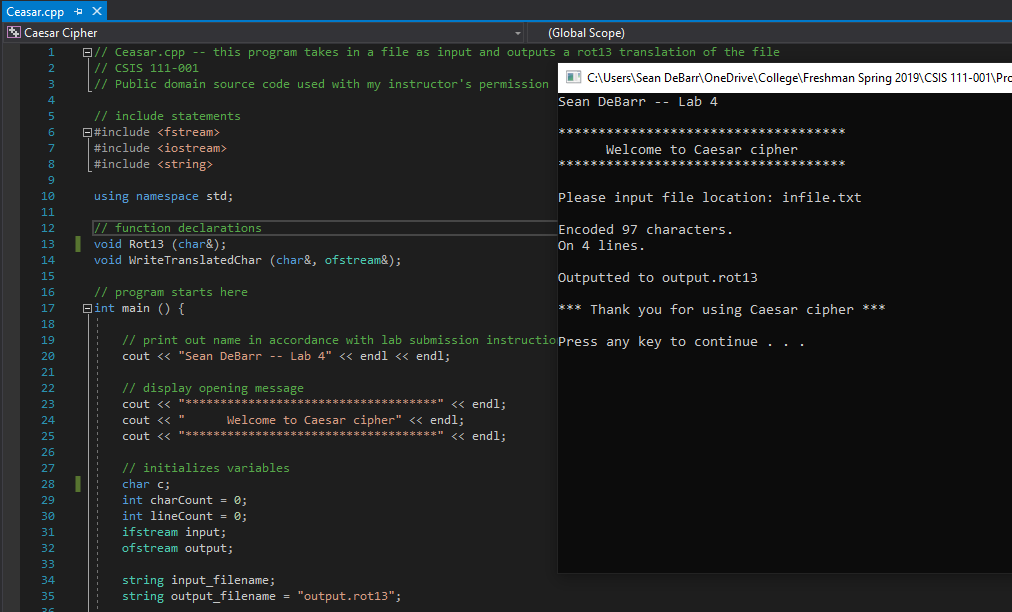 Ceasar.cpp
Caesar Cipher
(Global Scope)
1 // Ceasar.cpp -- this program takes in a file as input and outputs a rot13 translation of the file
2 // CSIS 111-001
3 // Public domain source code used with my instructor's permission
4
5 // include statements
6 #include <fstream>
7 #include <iostream>
8 #include <string>
9
10 using namespace std;
11
12 // function declarations
13 void Rot13 (char&);
14 void WriteTranslatedChar (char&, ofstream&);
15
16 // program starts here
17 int main () {
18
19 // print out name in accordance with lab submission instructio
20 cout << "Sean DeBarr -- Lab 4" << endl << endl;
21
22 // display opening message
23 cout << "************************************" << endl;
24 cout << "      Welcome to Caesar cipher" << endl;
25 cout << "************************************" << endl;
26
27 // initializes variables
28 char c;
29 int charCount = 0;
30 int lineCount = 0;
31 ifstream input;
32 ofstream output;
33
34 string input_filename;
35 string output_filename = "output.rot13";
36
C:\Users\Sean DeBarr\OneDrive\College\Freshman Spring 2019\CSIS 111-001\Pro
Sean DeBarr -- Lab 4
************************************
Welcome to Caesar cipher
************************************
Please input file location: infile.txt
Encoded 97 characters.
On 4 lines.
Outputted to output.rot13
*** Thank you for using Caesar cipher ***
Press any key to continue . . .